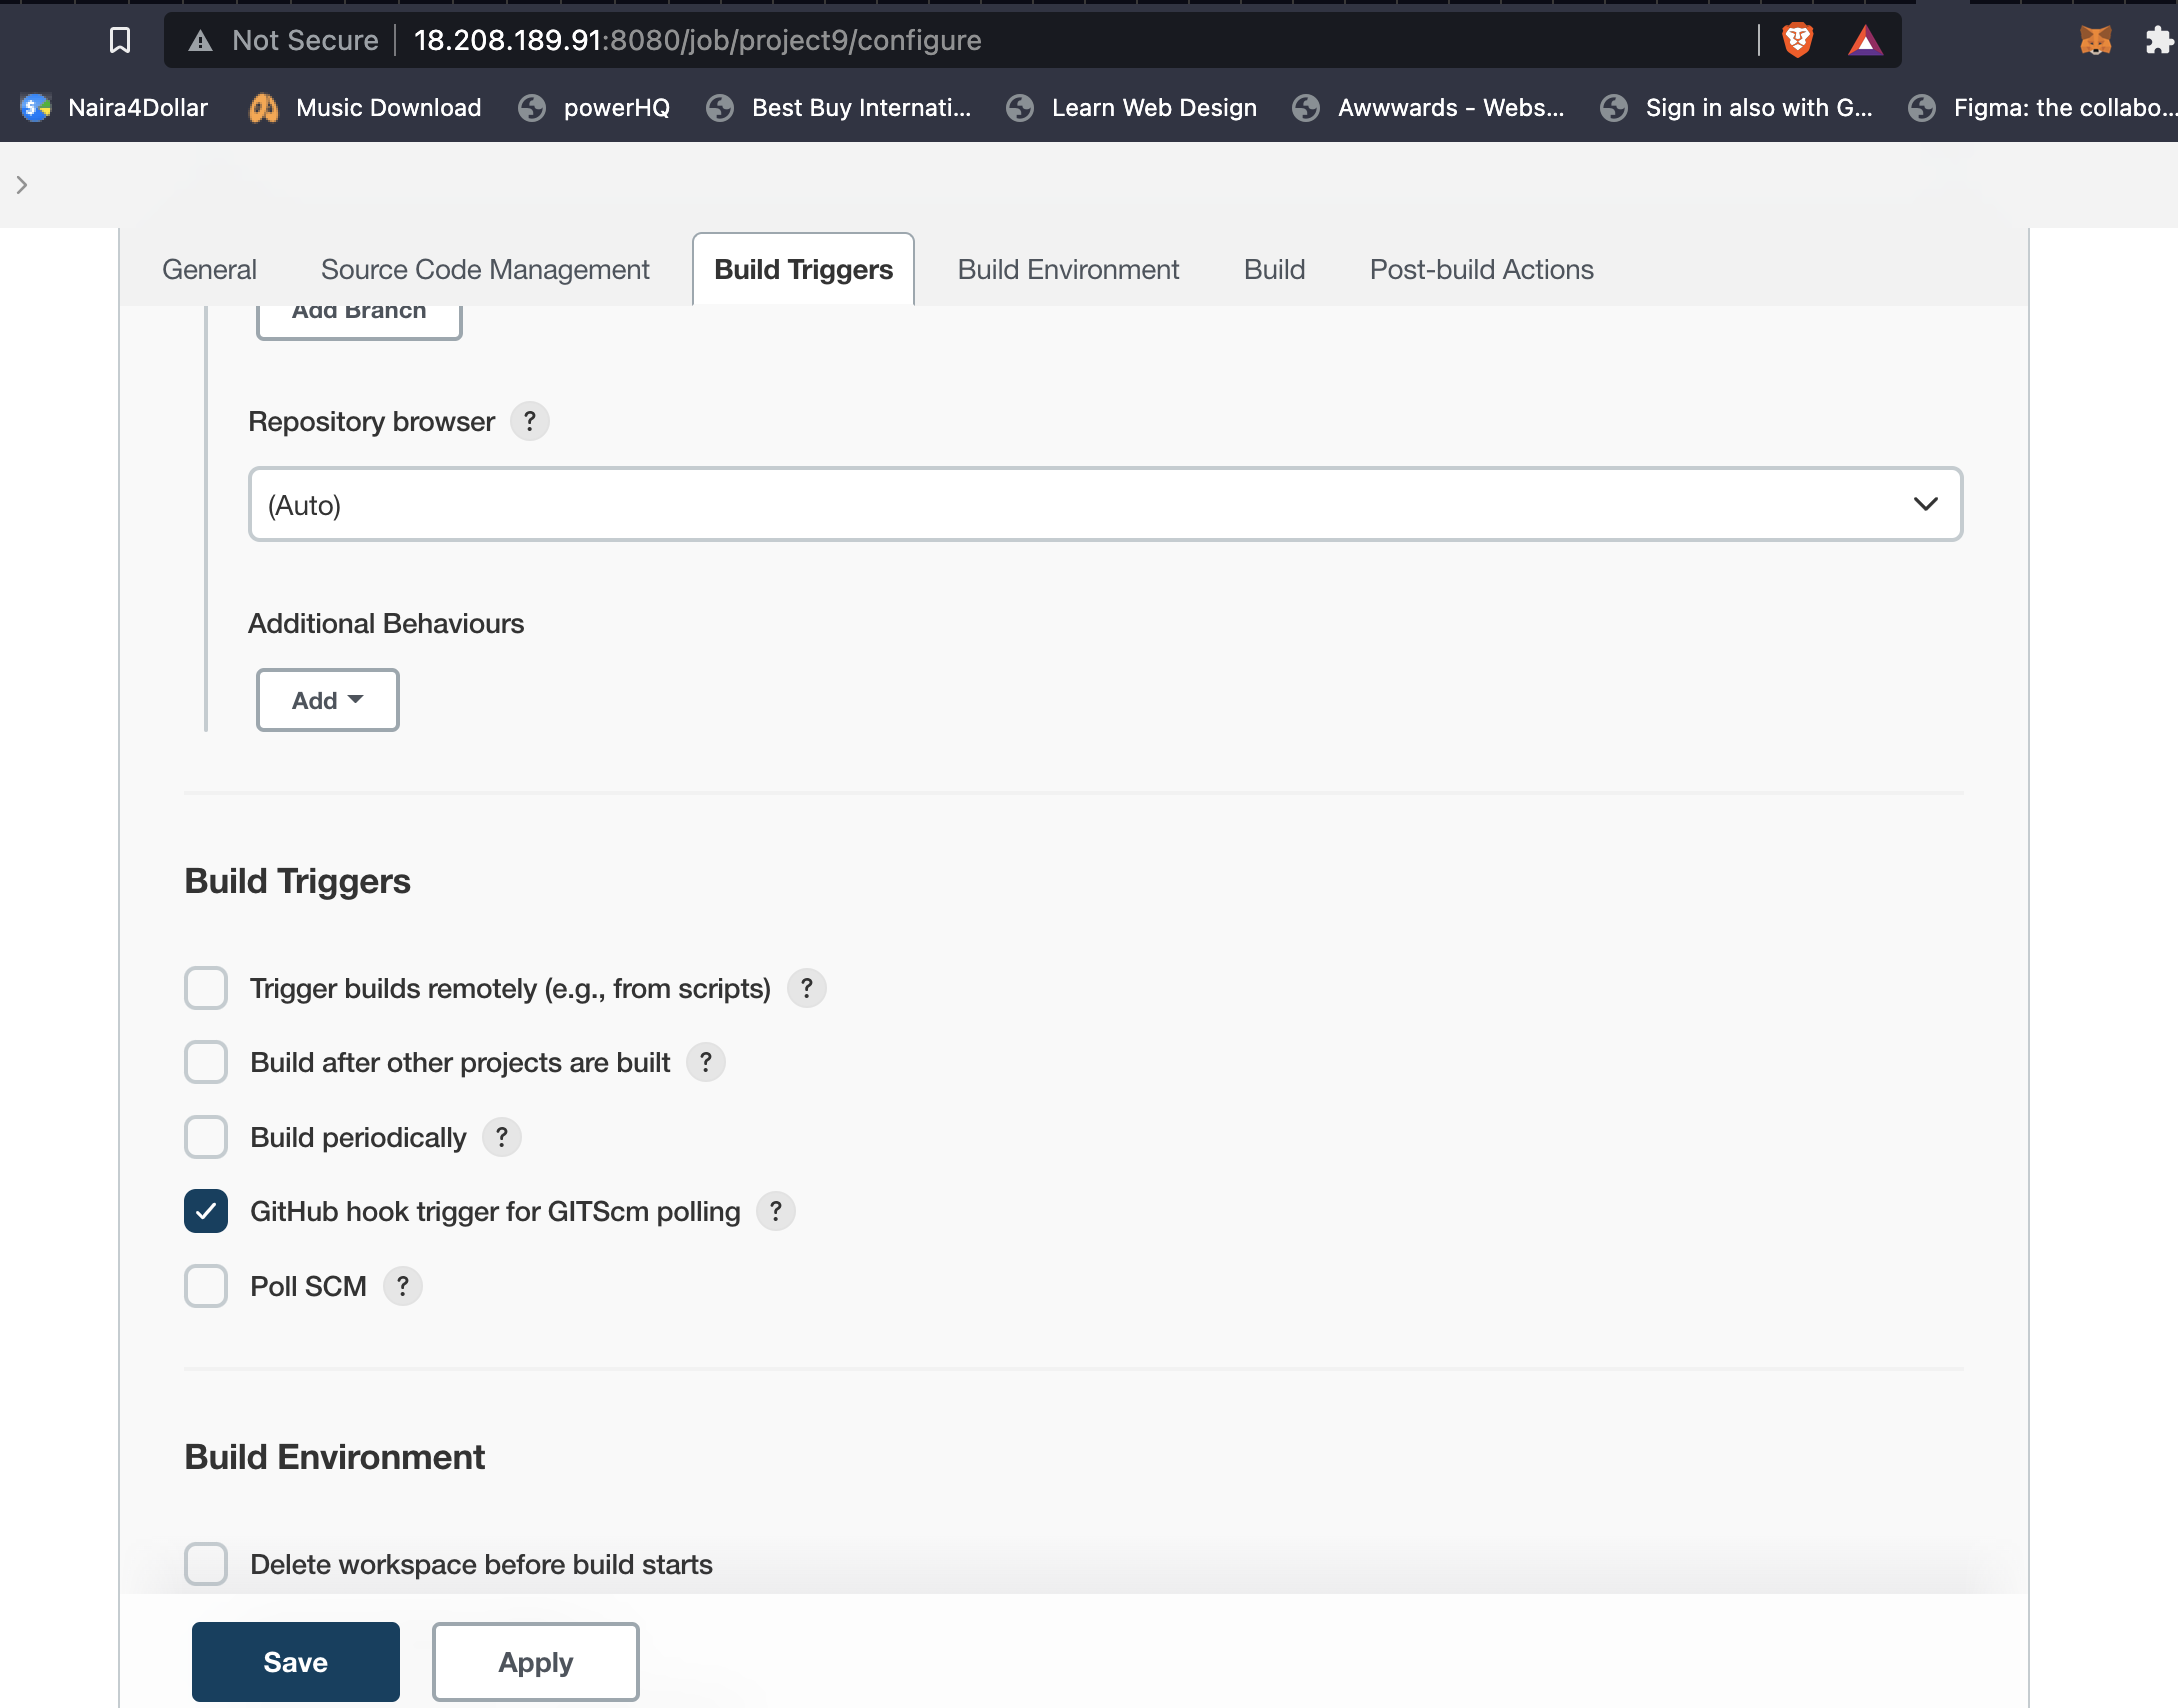 Not Secure 18.208.189.91:8080/job/project9/configure
Naira4Dollar Music Download powerHQ Best Buy Internati... Learn Web Design Awwwards - Webs... Sign in also with G... Figma: the collabo...
General Source Code Management Build Triggers Build Environment Build Post-build Actions
Add Branch
Repository browser ?
(Auto)
Additional Behaviours
Add
Build Triggers
Trigger builds remotely (e.g., from scripts) ?
Build after other projects are built ?
Build periodically ?
GitHub hook trigger for GITScm polling ?
Poll SCM ?
Build Environment
Delete workspace before build starts
Save Apply